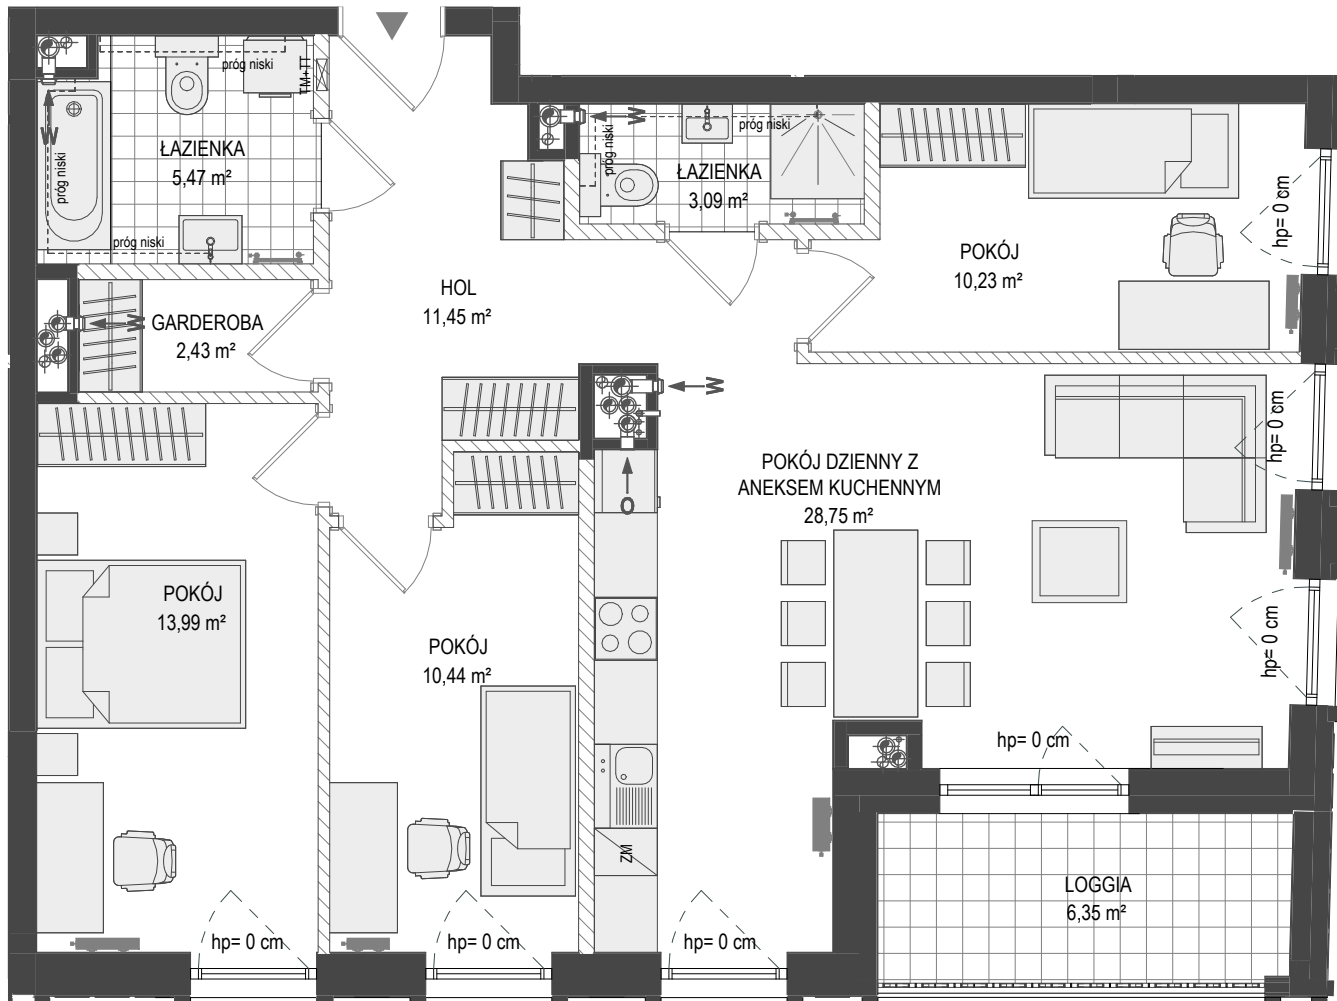 próg niski
TM+TT
W
ŁAZIENKA
5,47 m²
próg niski
próg niski
W
próg niski
próg niski
ŁAZIENKA
3,09 m²
POKÓJ
10,23 m²
hp= 0 cm
HOL
11,45 m²
W
GARDEROBA
2,43 m²
W
hp= 0 cm
POKÓJ DZIENNY Z
ANEKSEM KUCHENNYM
28,75 m²
O
POKÓJ
13,99 m²
POKÓJ
10,44 m²
hp= 0 cm
hp= 0 cm
ZM
LOGGIA
6,35 m²
hp= 0 cm
hp= 0 cm
hp= 0 cm